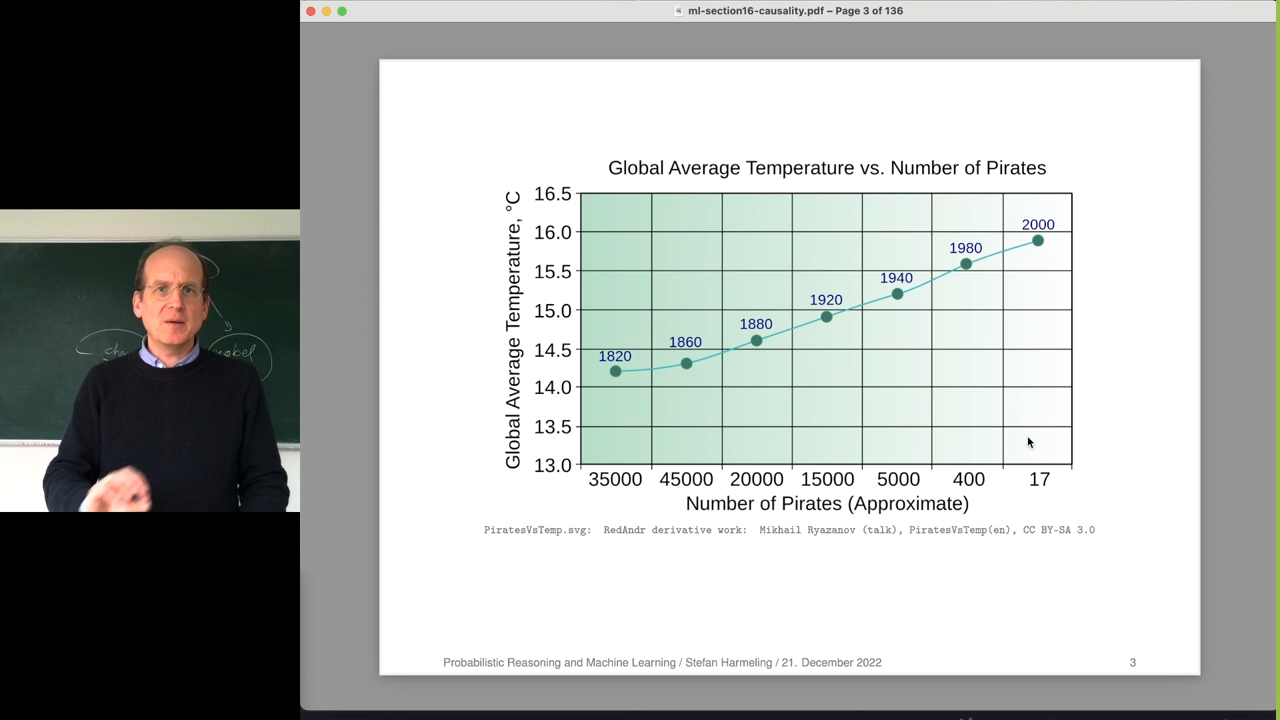 ml-section16-causality.pdf – Page 3 of 136
Global Average Temperature vs. Number of Pirates
Global Average Temperature, °C
16.5
16.0
15.5
15.0
14.5
14.0
13.5
13.0
1820
1860
1880
1920
1940
1980
2000
35000 45000 20000 15000 5000 400 17
Number of Pirates (Approximate)
PiratesVsTemp.svg: RedAndr derivative work: Mikhail Ryazanov (talk), PiratesVsTemp(en), CC BY-SA 3.0
Probabilistic Reasoning and Machine Learning / Stefan Harmeling / 21. December 2022
3